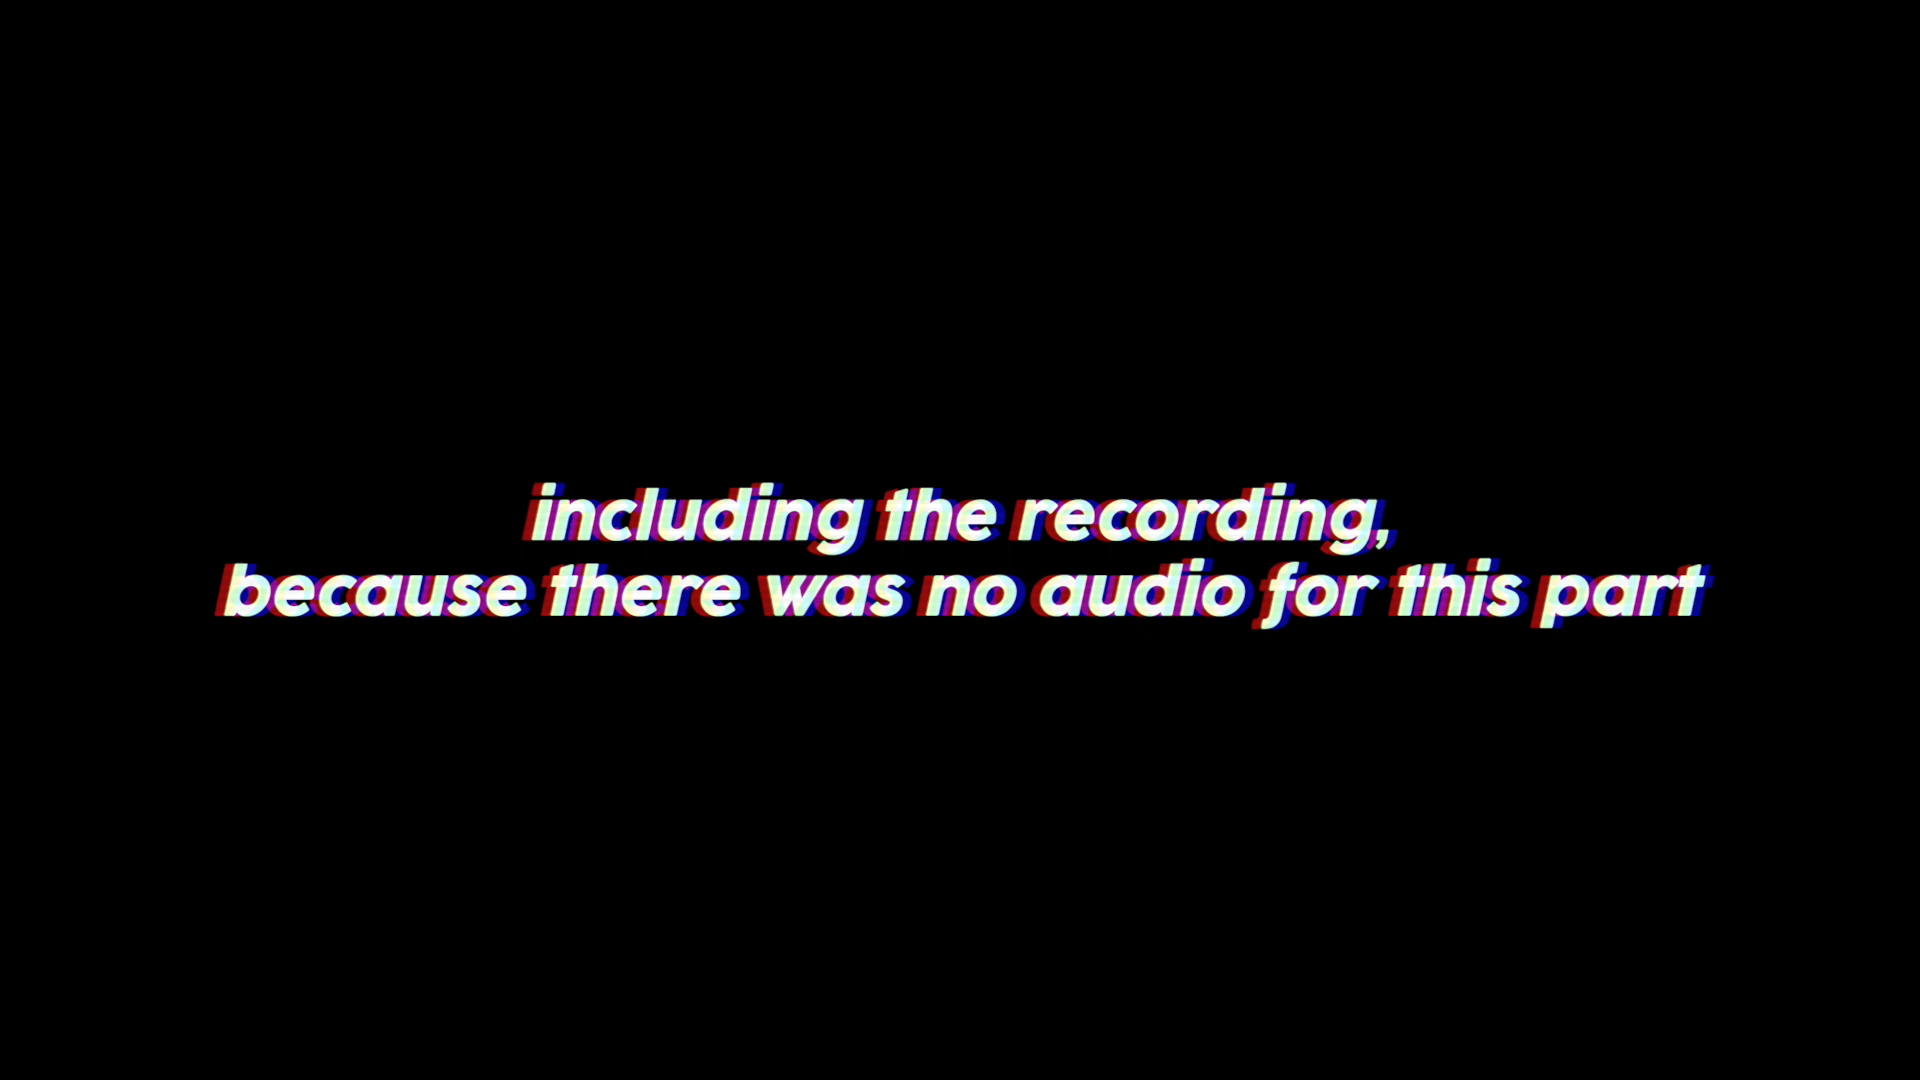 including the recording,
because there was no audio for this part